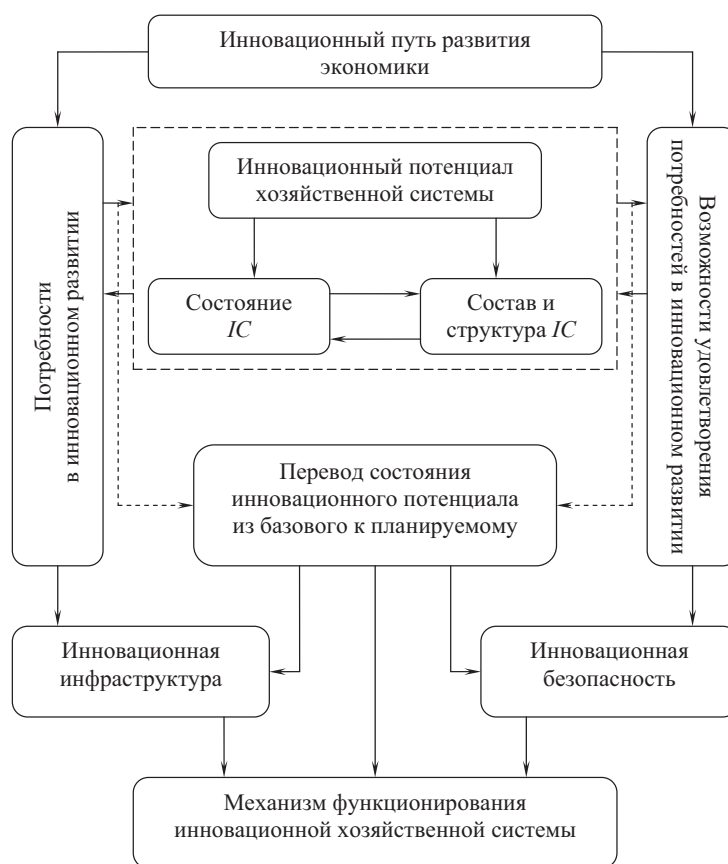 Инновационный путь развития
экономики
Потребности
в инновационном развитии
Инновационный потенциал
хозяйственной системы
Состояние
IC
Состав и
структура IC
Возможности удовлетворения
потребностей в инновационном развитии
Перевод состояния
инновационного потенциала
из базового к планируемому
Инновационная
инфраструктура
Инновационная
безопасность
Механизм функционирования
инновационной хозяйственной системы